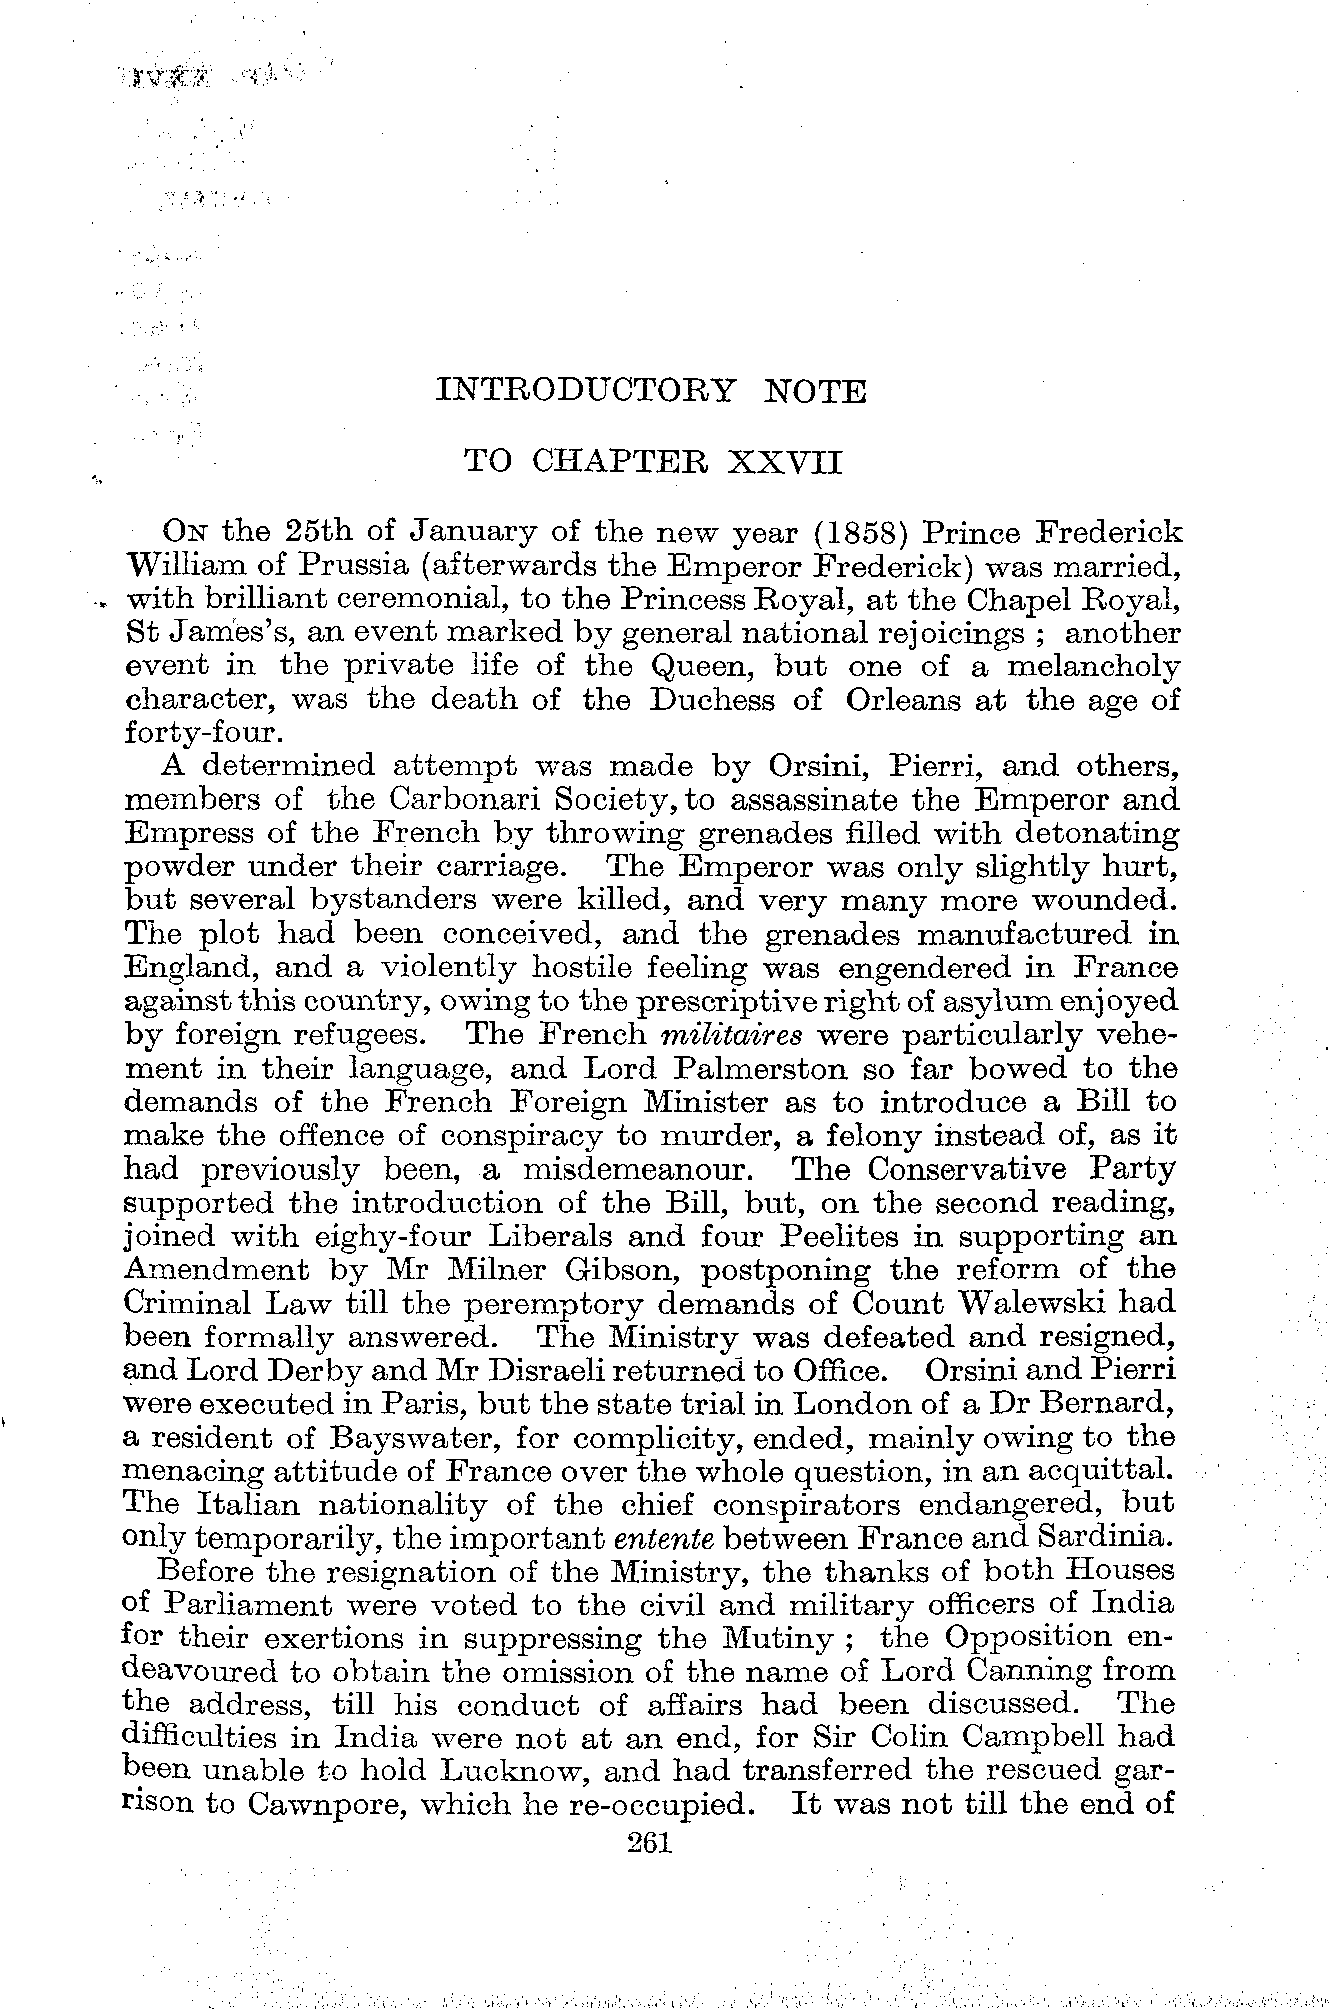 INTRODUCTORY NOTE
TO CHAPTER XXVII
ON the 25th of January of the new year (1858) Prince Frederick
William of Prussia (afterwards the Emperor Frederick) was married,
with brilliant ceremonial, to the Princess Royal, at the Chapel Royal,
St James's, an event marked by general national rejoicings ; another
event in the private life of the Queen, but one of a melancholy
character, was the death of the Duchess of Orleans at the age of
forty-four.
A determined attempt was made by Orsini, Pierri, and others,
members of the Carbonari Society, to assassinate the Emperor and
Empress of the French by throwing grenades filled with detonating
powder under their carriage. The Emperor was only slightly hurt,
but several bystanders were killed, and very many more wounded.
The plot had been conceived, and the grenades manufactured in
England, and a violently hostile feeling was engendered in France
against this country, owing to the prescriptive right of asylum enjoyed
by foreign refugees. The French militaires were particularly vehe-
ment in their language, and Lord Palmerston so far bowed to the
demands of the French Foreign Minister as to introduce a Bill to
make the offence of conspiracy to murder, a felony instead of, as it
had previously been, a misdemeanour. The Conservative Party
supported the introduction of the Bill, but, on the second reading,
joined with eighy-four Liberals and four Peelites in supporting an
Amendment by Mr Milner Gibson, postponing the reform of the
Criminal Law till the peremptory demands of Count Walewski had
been formally answered. The Ministry was defeated and resigned,
and Lord Derby and Mr Disraeli returned to Office. Orsini and Pierri
were executed in Paris, but the state trial in London of a Dr Bernard,
a resident of Bayswater, for complicity, ended, mainly owing to the
menacing attitude of France over the whole question, in an acquittal.
The Italian nationality of the chief conspirators endangered, but
only temporarily, the important entente between France and Sardinia.
Before the resignation of the Ministry, the thanks of both Houses
of Parliament were voted to the civil and military officers of India
for their exertions in suppressing the Mutiny ; the Opposition en-
deavoured to obtain the omission of the name of Lord Canning from
the address, till his conduct of affairs had been discussed. The
difficulties in India were not at an end, for Sir Colin Campbell had
been unable to hold Lucknow, and had transferred the rescued gar-
rison to Cawnpore, which he re-occupied. It was not till the end of
261